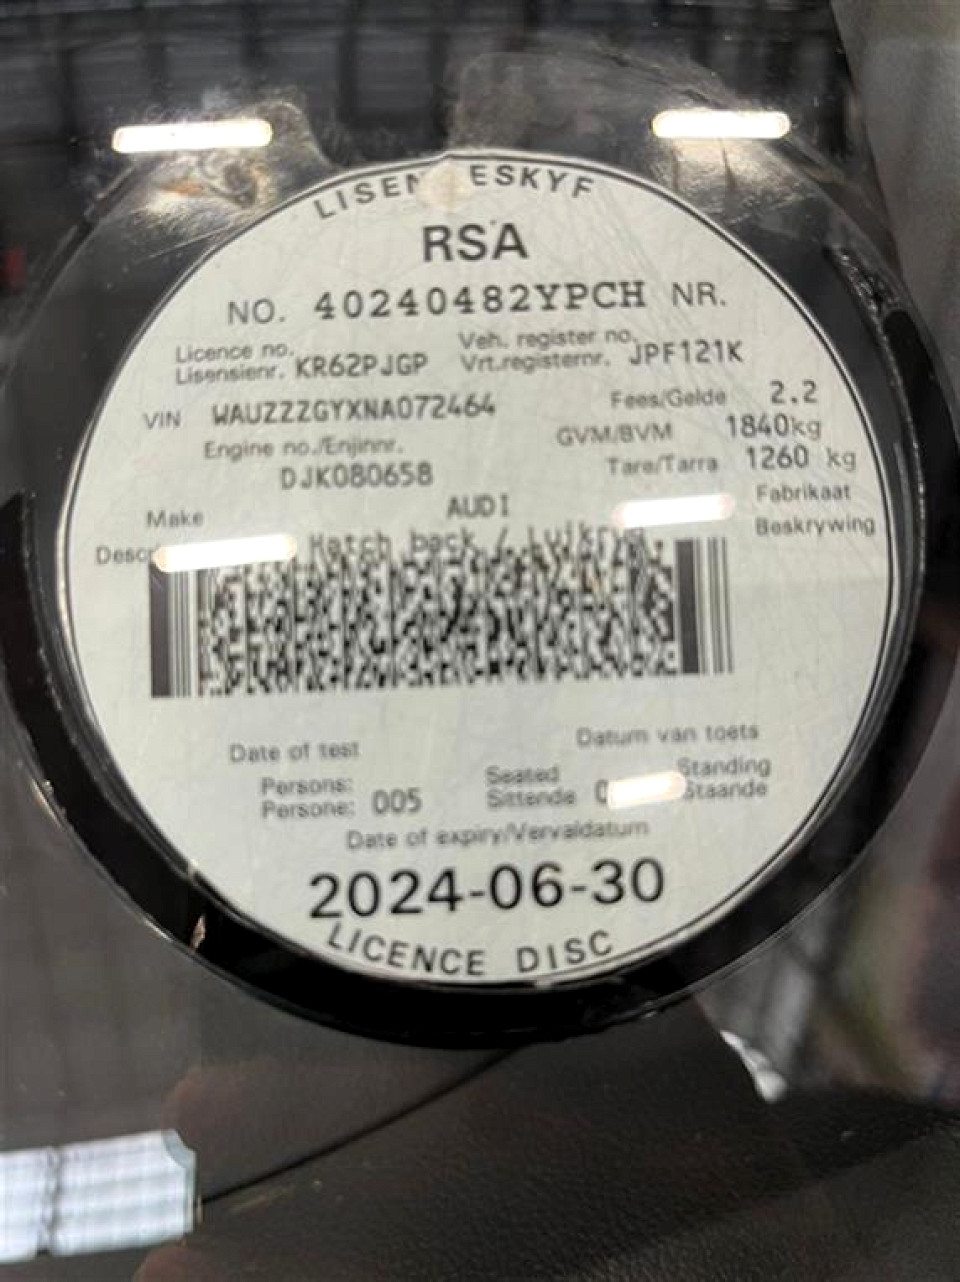 LISEN ESKYF
RSA
NO. 40240482YPCH NR.
Licence no. Veh. register no.
Lisensienr. KR62PJGP Vrt.registernr. JPF121K
VIN WAUZZZGYXNA072464 Fees/Gelde 2.2
Engine no./Enjinnr. GVM/BVM 1840kg
DJK080658 Tare/Tarra 1260 kg
Make AUDI Fabrikaat
Hatch back / Beskrywing
Date of test Datum van toets
Persons: Seated Standing
Persone: 005 Sittende Staande
Date of expiry/Vervaldatum
2024-06-30
LICENCE DISC